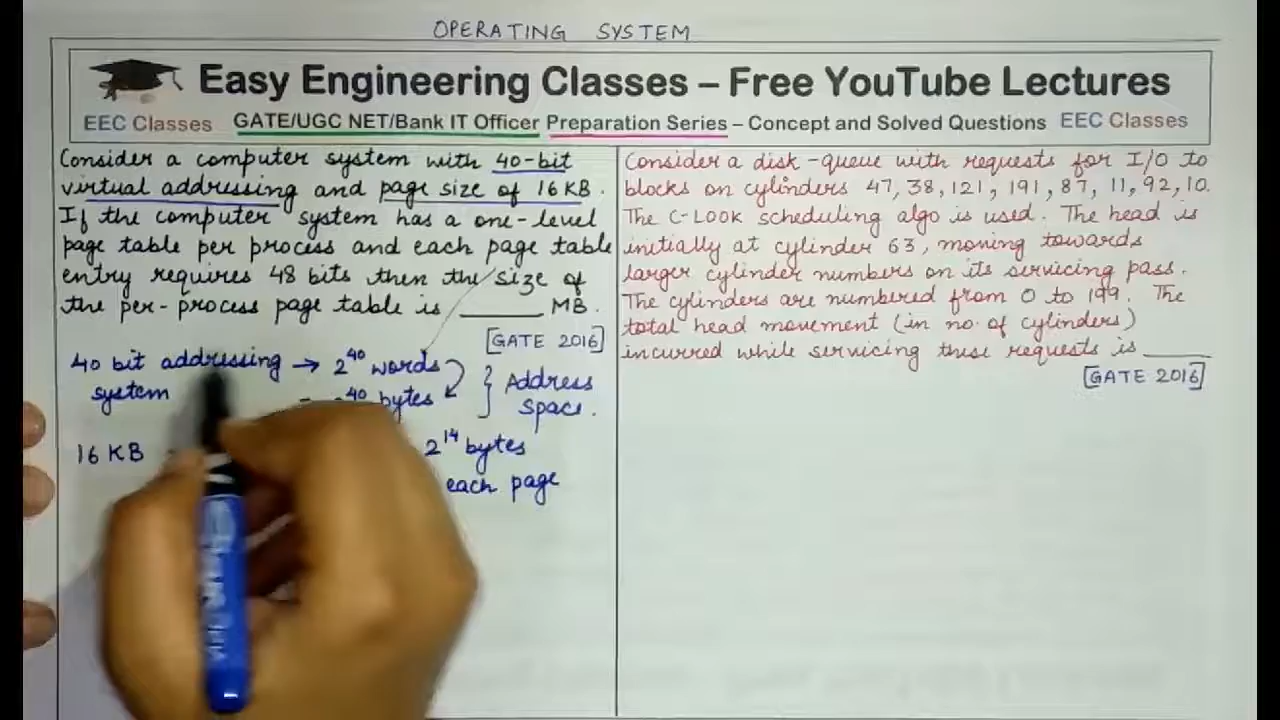 OPERATING SYSTEM
Easy Engineering Classes – Free YouTube Lectures
EEC Classes GATE/UGC NET/Bank IT Officer Preparation Series – Concept and Solved Questions EEC Classes
Consider a computer system with 40-bit
virtual addressing and page size of 16 KB.
If the computer system has a one-level
page table per process and each page table
entry requires 48 bits then the size of
the per-process page table is ______ MB.
[GATE 2016]
40 bit addressing → 2^40 words
system
40 bytes
} Address
Space.
16 KB
2^14 bytes
each page
Consider a disk-queue with requests for I/O to
blocks on cylinders 47, 38, 121, 191, 87, 11, 92, 10.
The C-LOOK scheduling algo is used. The head is
initially at cylinder 63, moving towards
larger cylinder numbers on its servicing pass.
The cylinders are numbered from 0 to 199. The
total head movement (in no. of cylinders)
incurred while servicing these requests is ______
[GATE 2016]